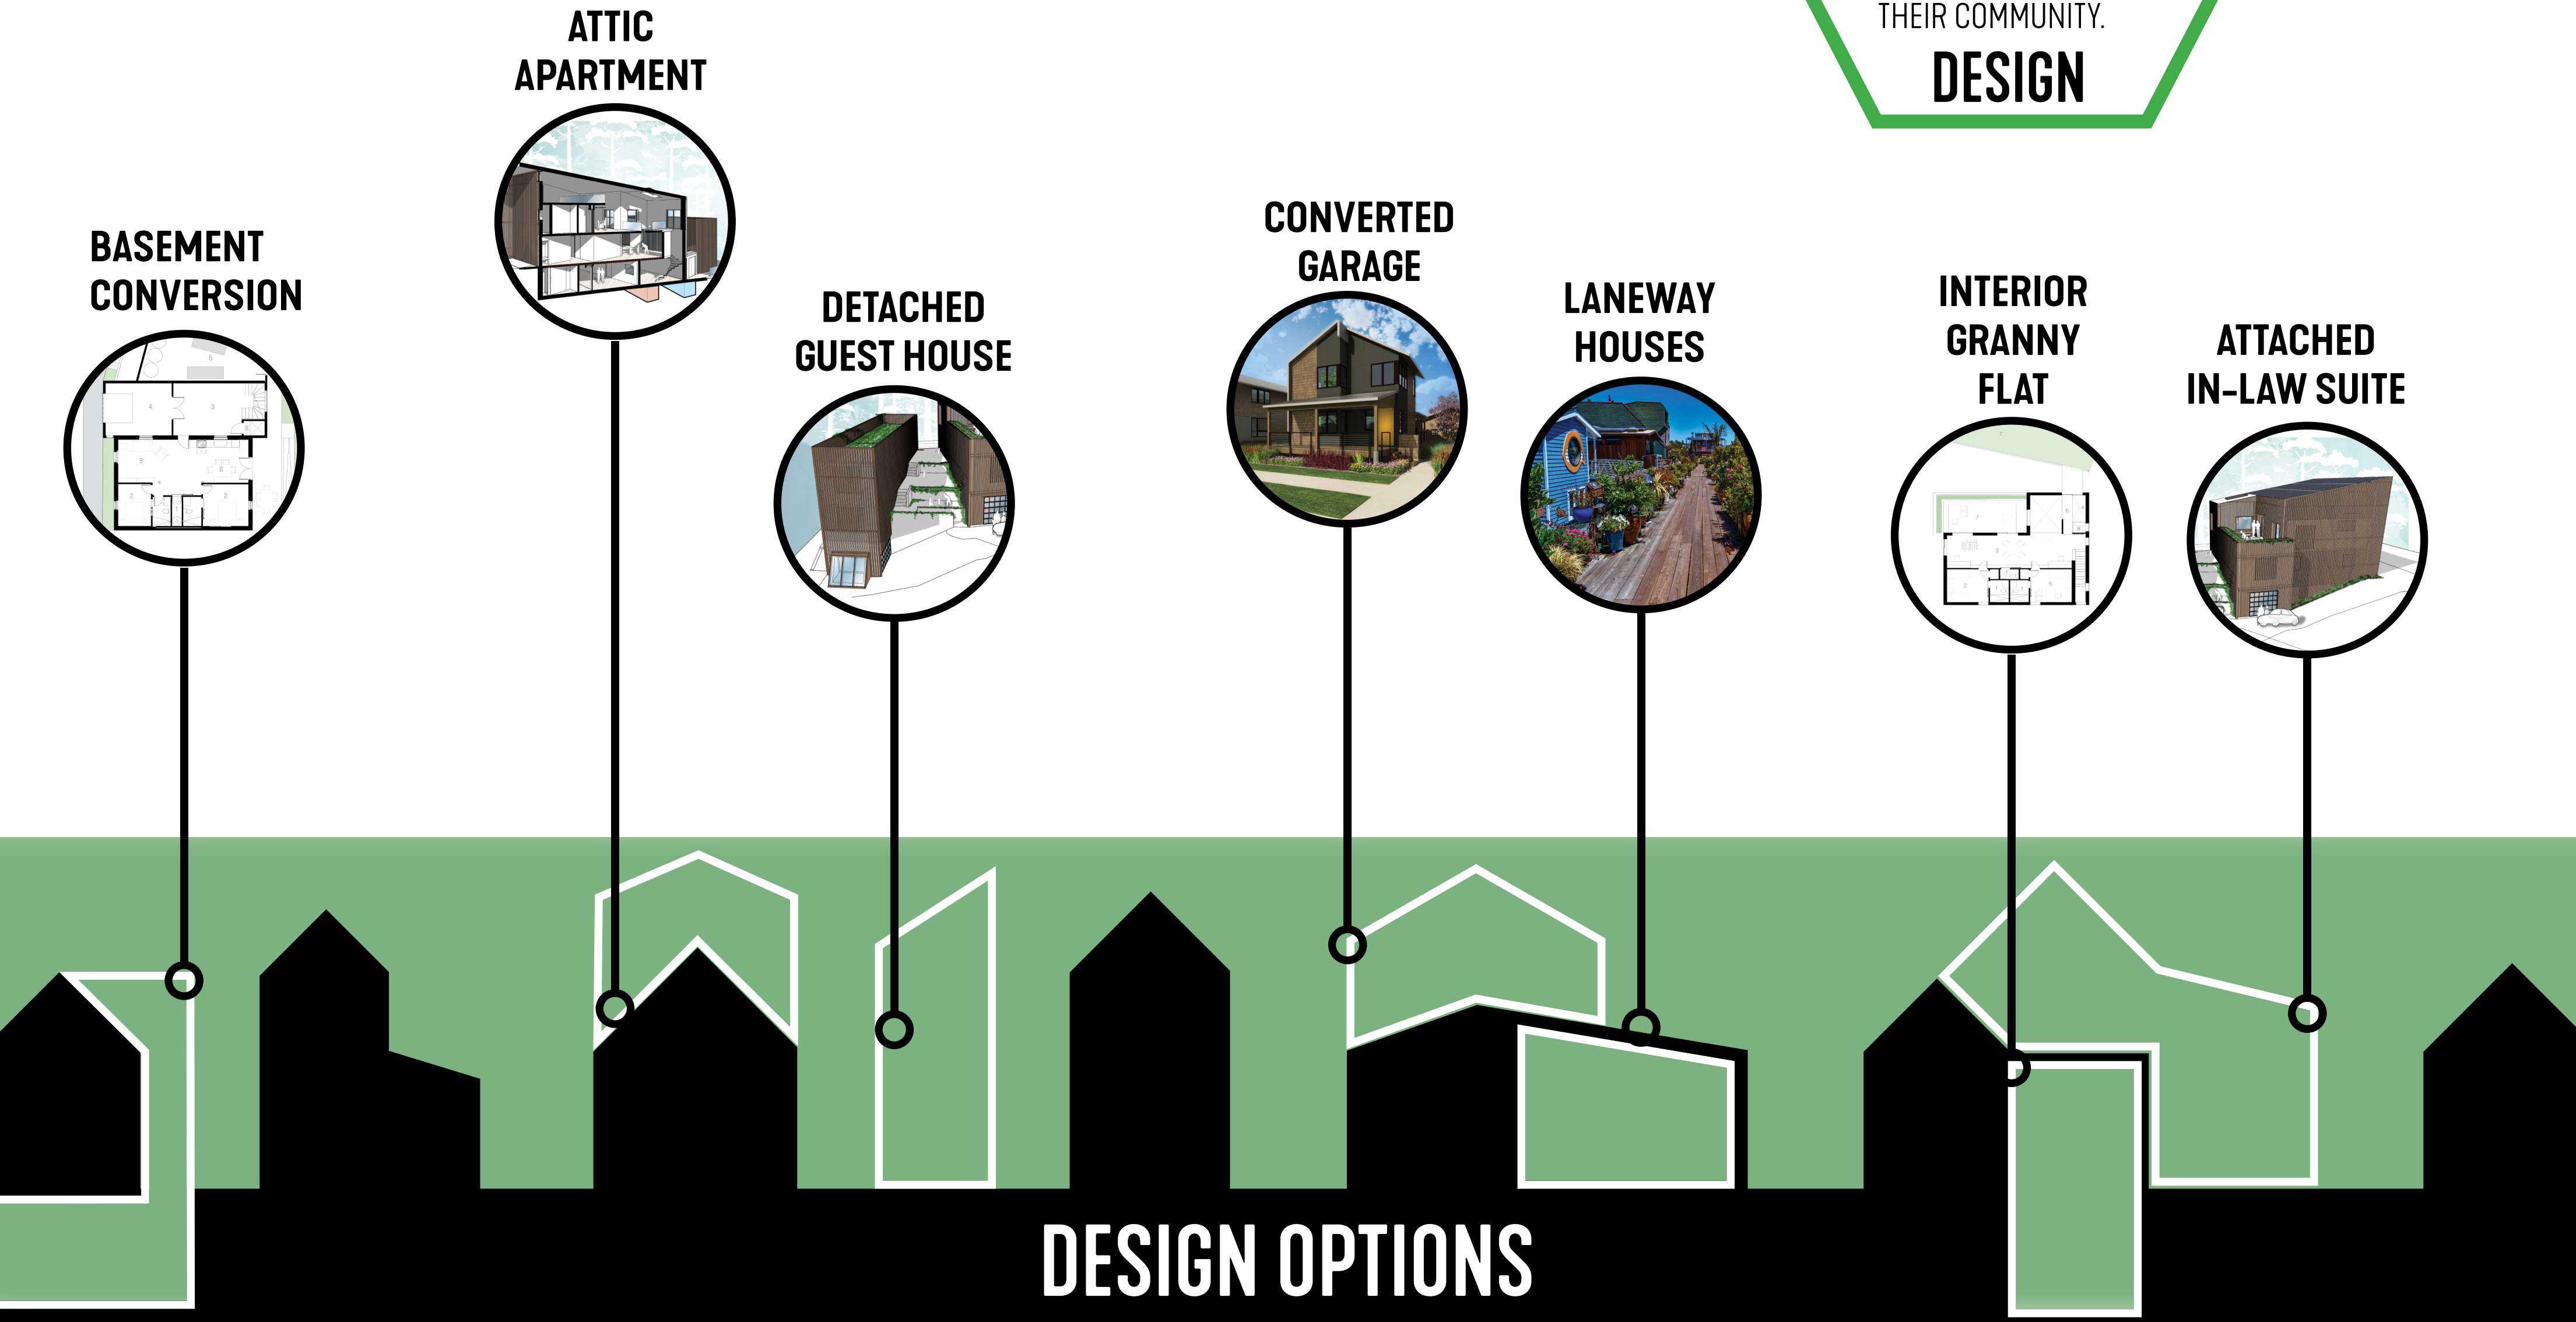 THEIR COMMUNITY.
DESIGN
ATTIC
APARTMENT
BASEMENT
CONVERSION
DETACHED
GUEST HOUSE
CONVERTED
GARAGE
LANEWAY
HOUSES
INTERIOR
GRANNY
FLAT
ATTACHED
IN-LAW SUITE
DESIGN OPTIONS